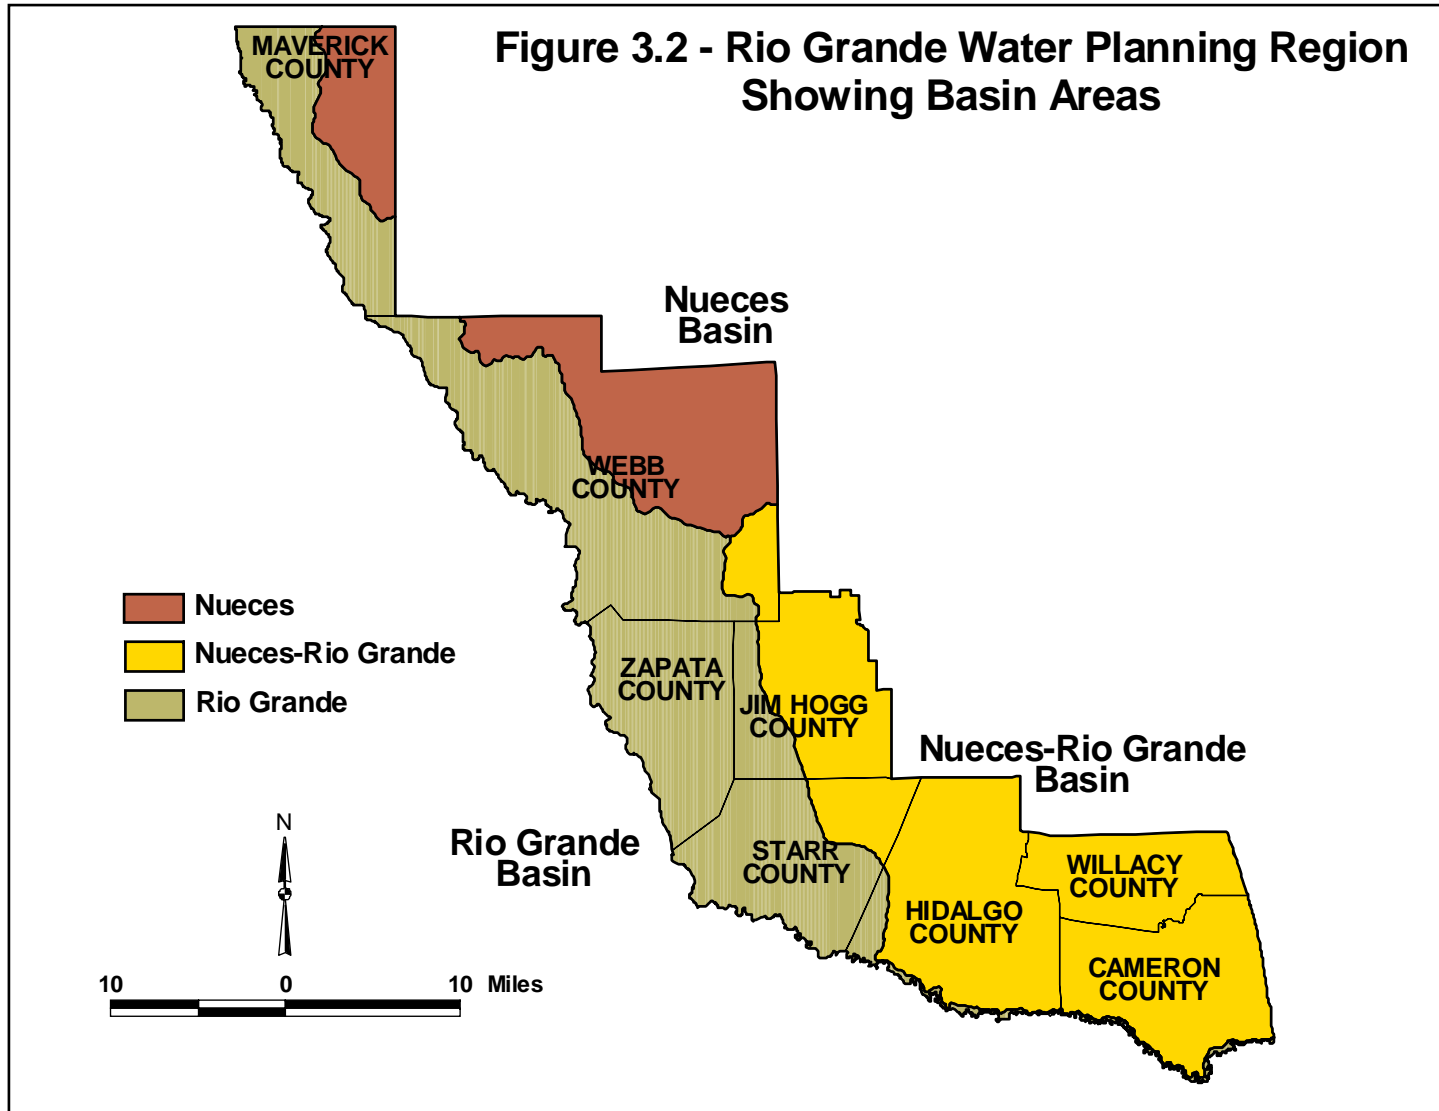 Figure 3.2 - Rio Grande Water Planning Region
Showing Basin Areas
MAVERICK
COUNTY
Nueces
Basin
WEBB
COUNTY
Nueces
Nueces-Rio Grande
Rio Grande
ZAPATA
COUNTY
JIM HOGG
COUNTY
Nueces-Rio Grande
Basin
Rio Grande
Basin
STARR
COUNTY
WILLACY
COUNTY
HIDALGO
COUNTY
CAMERON
COUNTY
N
10 0 10 Miles